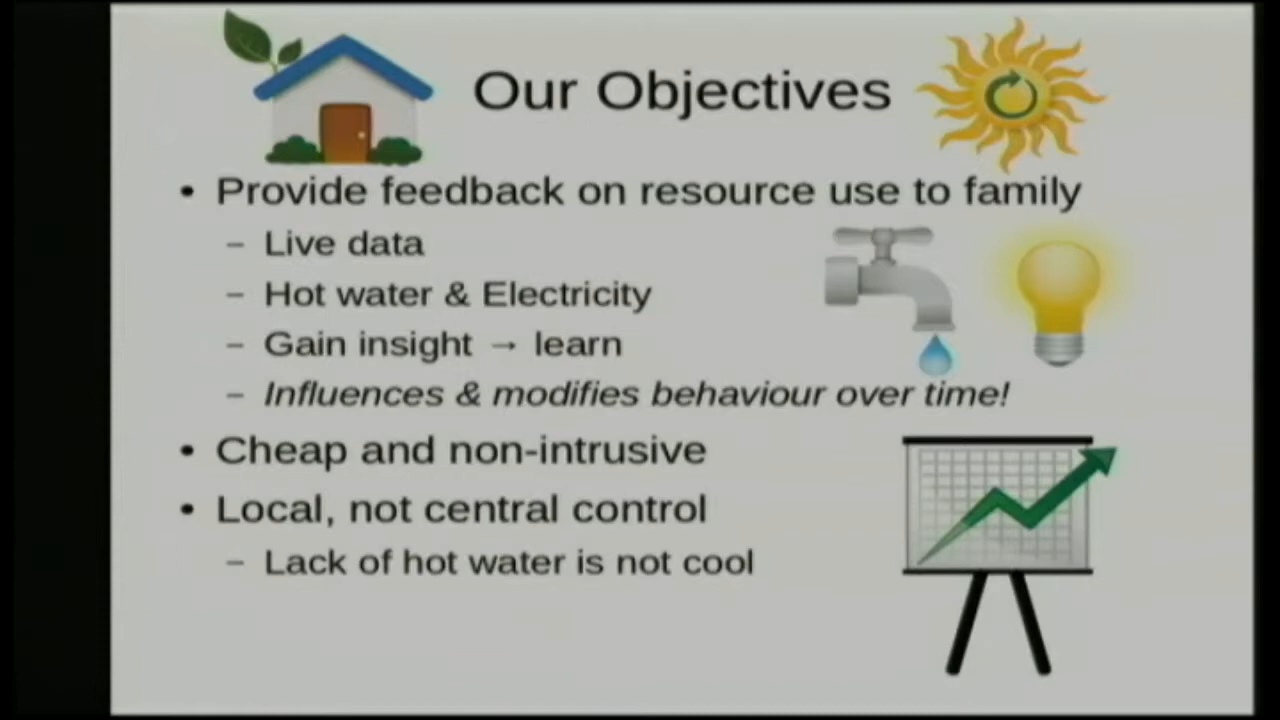 Our Objectives
• Provide feedback on resource use to family
– Live data
– Hot water & Electricity
– Gain insight → learn
– Influences & modifies behaviour over time!
• Cheap and non-intrusive
• Local, not central control
– Lack of hot water is not cool